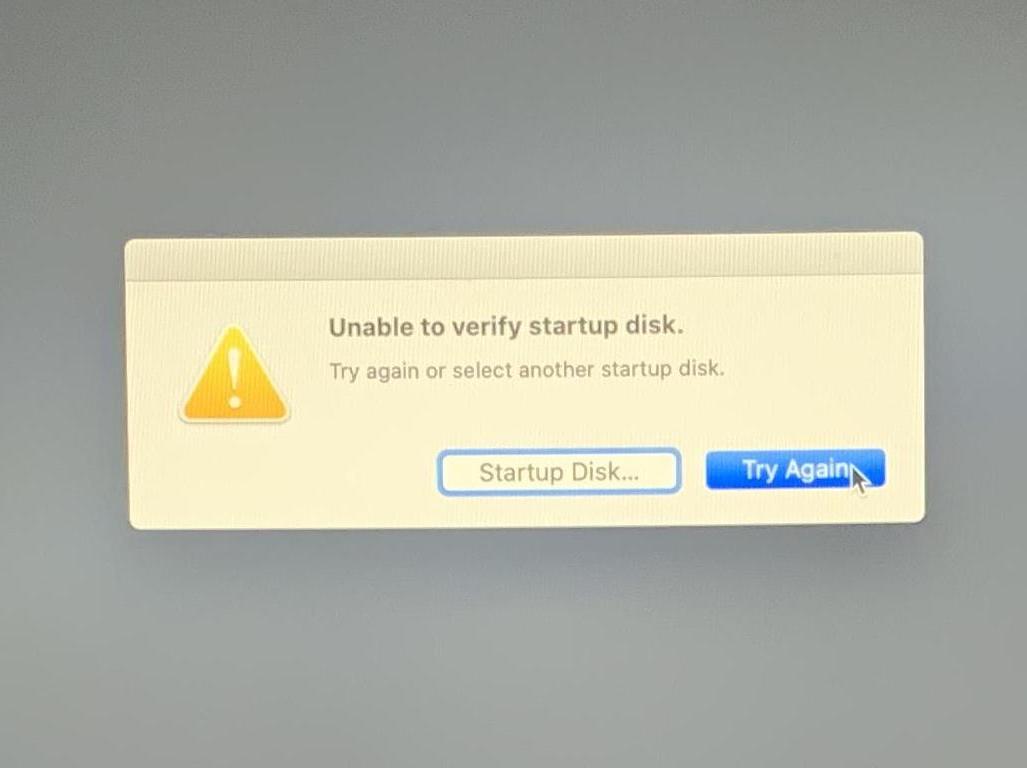 Unable to verify startup disk.
Try again or select another startup disk.
Startup Disk...
Try Again